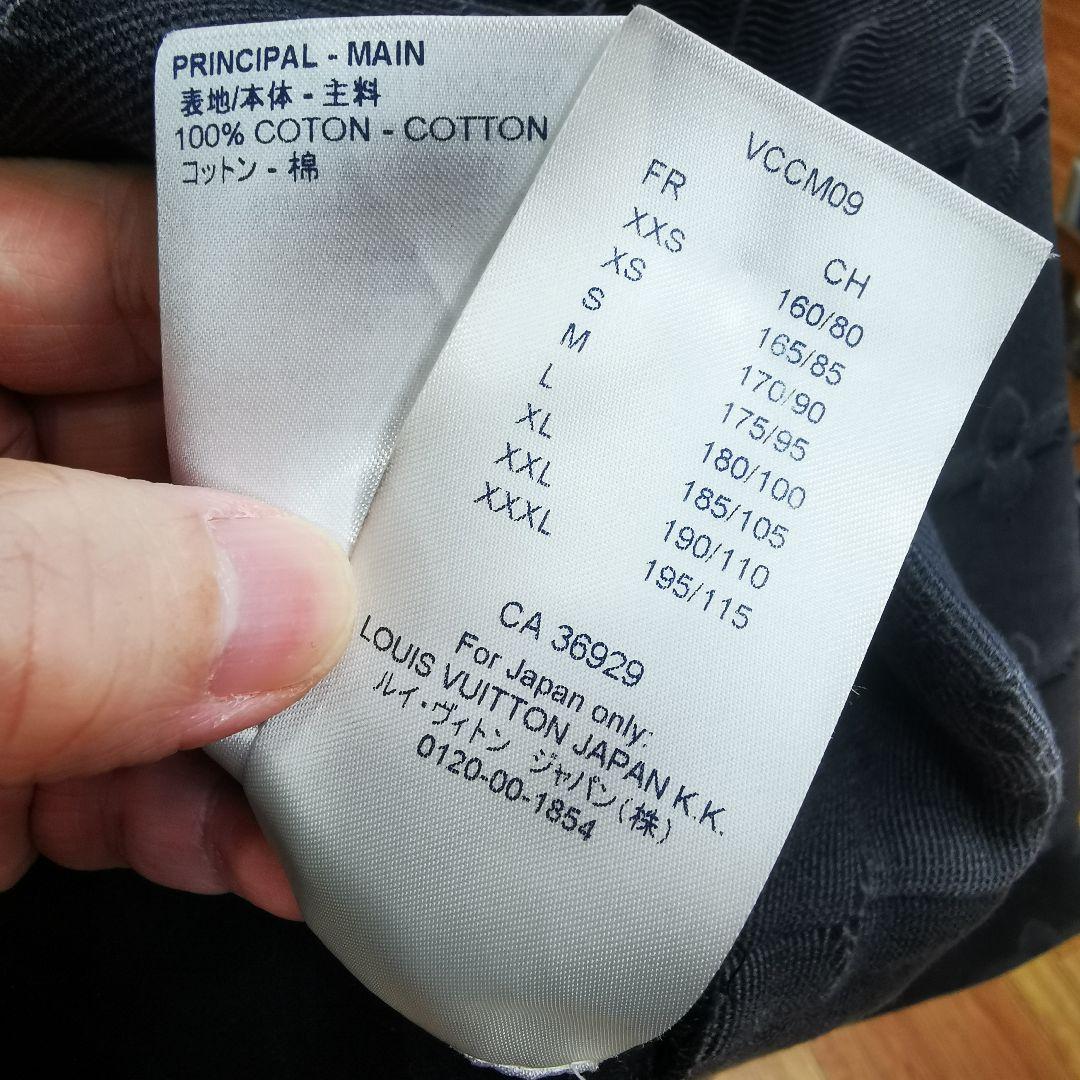 PRINCIPAL - MAIN
表地/本体 - 主料
100% COTON - COTTON
コットン - 棉
VCCM09
FR CH
XXS 160/80
XS 165/85
S 170/90
M 175/95
L 180/100
XL 185/105
XXL 190/110
XXXL 195/115
CA 36929
For Japan only:
LOUIS VUITTON JAPAN K.K.
ルイ・ヴィトン ジャパン(株)
0120-00-1854